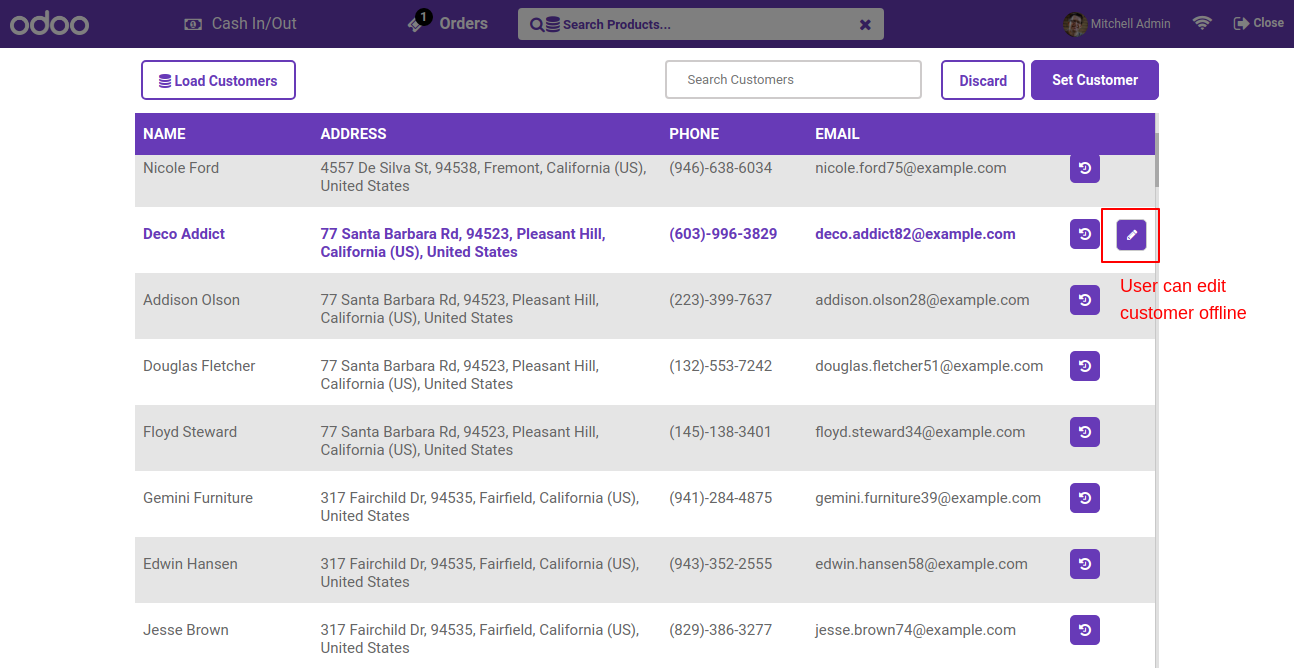 odoo Cash In/Out 1 Orders Search Products... Mitchell Admin Close
Load Customers Search Customers Discard Set Customer
NAME ADDRESS PHONE EMAIL
Nicole Ford 4557 De Silva St, 94538, Fremont, California (US), (946)-638-6034 nicole.ford75@example.com
United States
Deco Addict 77 Santa Barbara Rd, 94523, Pleasant Hill, (603)-996-3829 deco.addict82@example.com
California (US), United States
User can edit
customer offline
Addison Olson 77 Santa Barbara Rd, 94523, Pleasant Hill, (223)-399-7637 addison.olson28@example.com
California (US), United States
Douglas Fletcher 77 Santa Barbara Rd, 94523, Pleasant Hill, (132)-553-7242 douglas.fletcher51@example.com
California (US), United States
Floyd Steward 77 Santa Barbara Rd, 94523, Pleasant Hill, (145)-138-3401 floyd.steward34@example.com
California (US), United States
Gemini Furniture 317 Fairchild Dr, 94535, Fairfield, California (US), (941)-284-4875 gemini.furniture39@example.com
United States
Edwin Hansen 317 Fairchild Dr, 94535, Fairfield, California (US), (943)-352-2555 edwin.hansen58@example.com
United States
Jesse Brown 317 Fairchild Dr, 94535, Fairfield, California (US), (829)-386-3277 jesse.brown74@example.com
United States